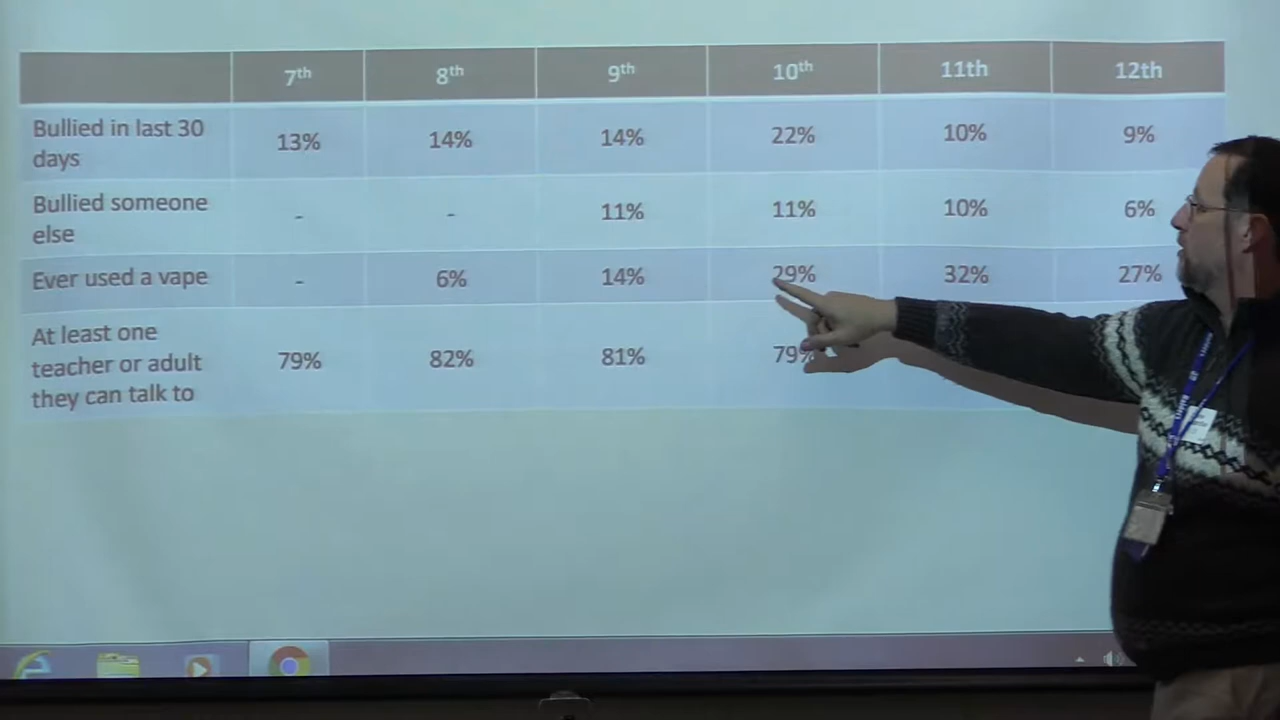 7th 8th 9th 10th 11th 12th
Bullied in last 30
days
13% 14% 14% 22% 10% 9%
Bullied someone
else
- - 11% 11% 10% 6%
Ever used a vape - 6% 14% 29% 32% 27%
At least one
teacher or adult
they can talk to
79% 82% 81% 79%